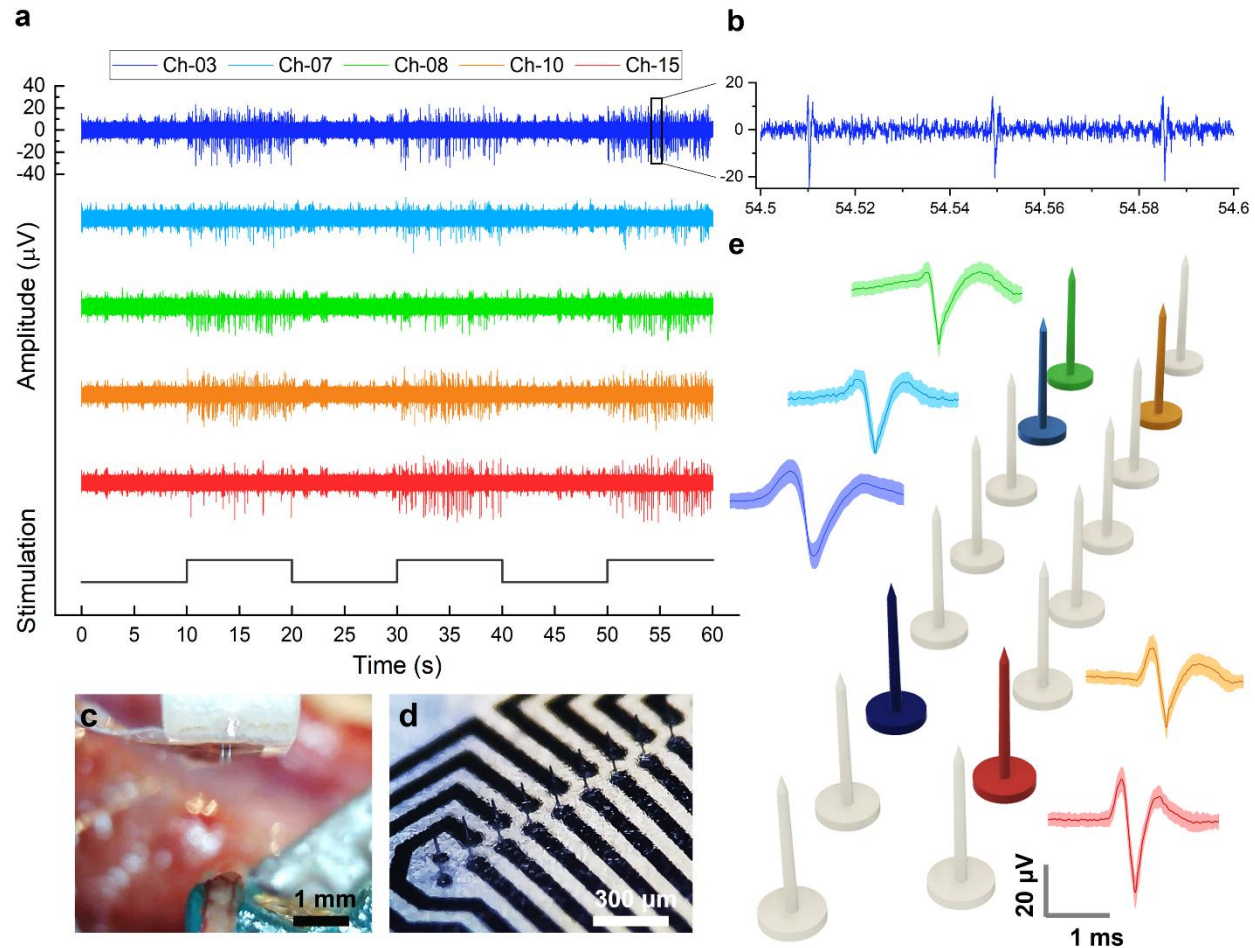 a
Ch-03 Ch-07 Ch-08 Ch-10 Ch-15
40
20
0
-20
-40
Amplitude (μV)
Stimulation
0 5 10 15 20 25 30 35 40 45 50 55 60
Time (s)
b
20
0
-20
54.5 54.52 54.54 54.56 54.58 54.6
c
1 mm
d
300 μm
e
20 μV
1 ms